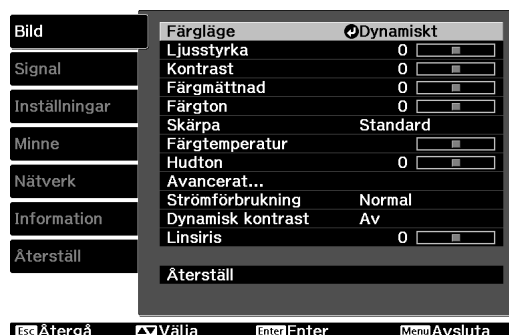 Bild
Signal
Inställningar
Minne
Nätverk
Information
Återställ
Färgläge Dynamiskt
Ljusstyrka 0
Kontrast 0
Färgmättnad 0
Färgton 0
Skärpa Standard
Färgtemperatur
Hudton 0
Avancerat...
Strömförbrukning Normal
Dynamisk kontrast Av
Linsiris 0
Återställ
Esc Återgå Välja Enter Enter Menu Avsluta